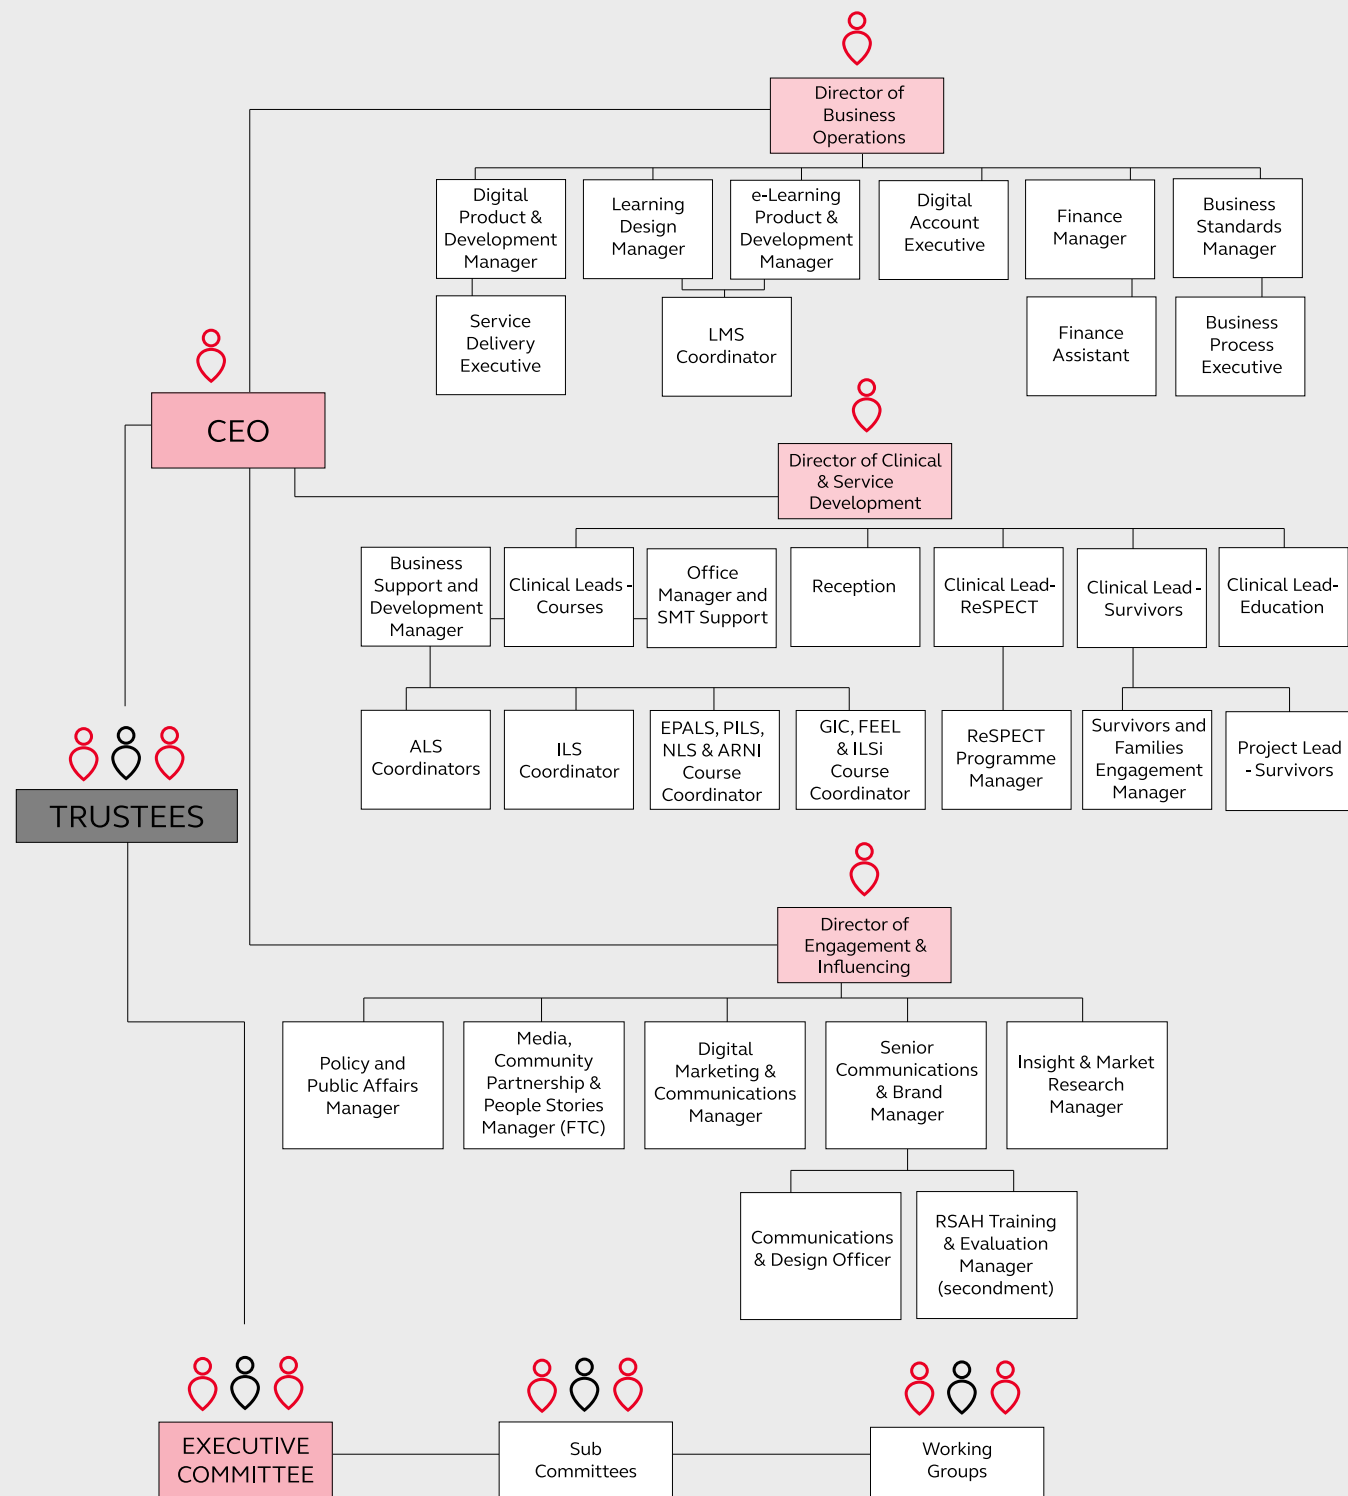 Director of
Business
Operations
Digital
Product &
Development
Manager
Learning
Design
Manager
e-Learning
Product &
Development
Manager
Digital
Account
Executive
Finance
Manager
Business
Standards
Manager
Service
Delivery
Executive
LMS
Coordinator
Finance
Assistant
Business
Process
Executive
CEO
Director of Clinical
& Service
Development
Business
Support and
Development
Manager
Clinical Leads -
Courses
Office
Manager and
SMT Support
Reception
Clinical Lead-
ReSPECT
Clinical Lead -
Survivors
Clinical Lead-
Education
ALS
Coordinators
ILS
Coordinator
EPALS, PILS,
NLS & ARNI
Course
Coordinator
GIC, FEEL
& ILSi
Course
Coordinator
ReSPECT
Programme
Manager
Survivors and
Families
Engagement
Manager
Project Lead
- Survivors
TRUSTEES
Director of
Engagement &
Influencing
Policy and
Public Affairs
Manager
Media,
Community
Partnership &
People Stories
Manager (FTC)
Digital
Marketing &
Communications
Manager
Senior
Communications
& Brand
Manager
Insight & Market
Research
Manager
Communications
& Design Officer
RSAH Training
& Evaluation
Manager
(secondment)
EXECUTIVE
COMMITTEE
Sub
Committees
Working
Groups